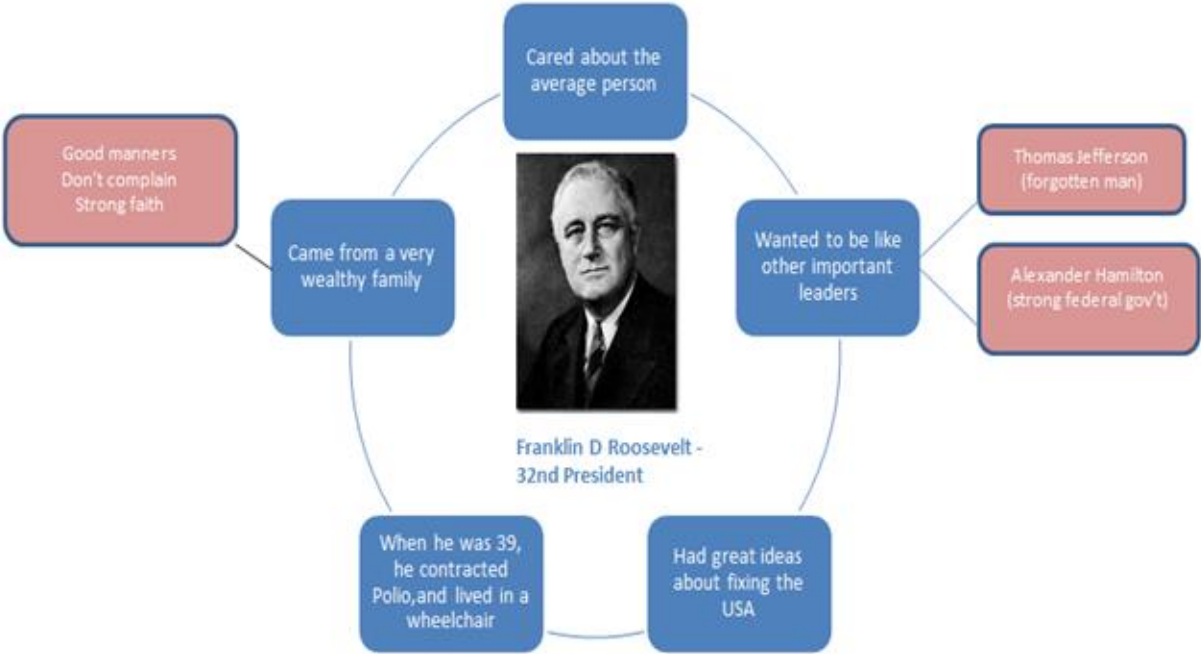 Cared about the
average person
Good manners
Don't complain
Strong faith
Thomas Jefferson
(forgotten man)
Came from a very
wealthy family
Wanted to be like
other important
leaders
Alexander Hamilton
(strong federal gov't)
Franklin D Roosevelt -
32nd President
When he was 39,
he contracted
Polio,and lived in a
wheelchair
Had great ideas
about fixing the
USA